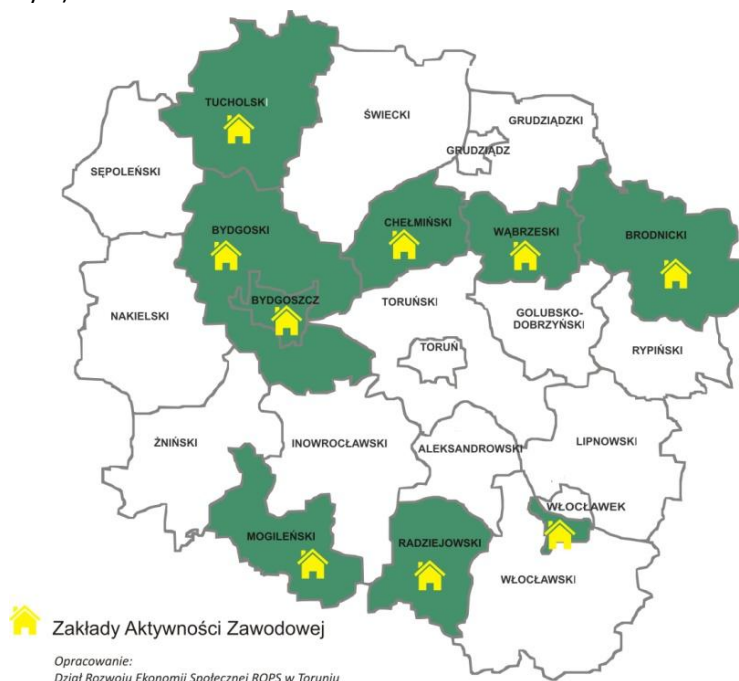 TUCHOLSKI
ŚWIECKI
GRUDZIĄDZKI
GRUDZIĄDZ
SĘPOLEŃSKI
BYDGOSKI
CHEŁMIŃSKI
WĄBRZESKI
BRODNICKI
BYDGOSZCZ
TORUŃSKI
NAKIELSKI
GOLUBSKO-
DOBRZYŃSKI
TORUŃ
RYPIŃSKI
ŻNIŃSKI
INOWROCŁAWSKI
ALEKSANDROWSKI
LIPNOWSKI
WŁOCŁAWEK
MOGILEŃSKI
RADZIEJOWSKI
WŁOCŁAWSKI
Zakłady Aktywności Zawodowej
Opracowanie:
Dział Rozwoju Ekonomii Społecznej ROPS w Toruniu